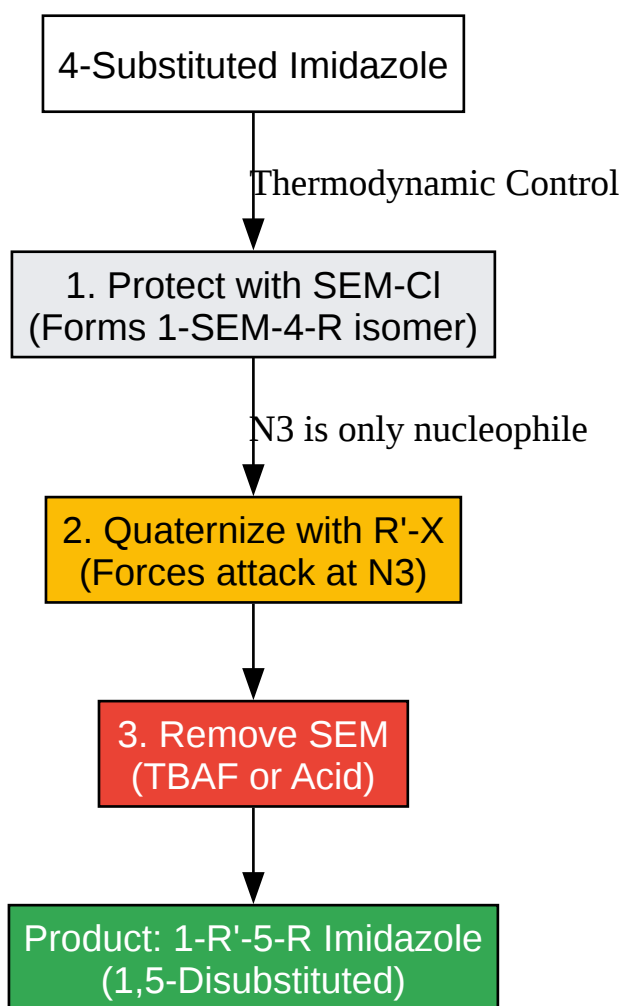 4-Substituted Imidazole
Thermodynamic Control
1. Protect with SEM-Cl
(Forms 1-SEM-4-R isomer)
N3 is only nucleophile
2. Quaternize with R'-X
(Forces attack at N3)
3. Remove SEM
(TBAF or Acid)
Product: 1-R'-5-R Imidazole
(1,5-Disubstituted)